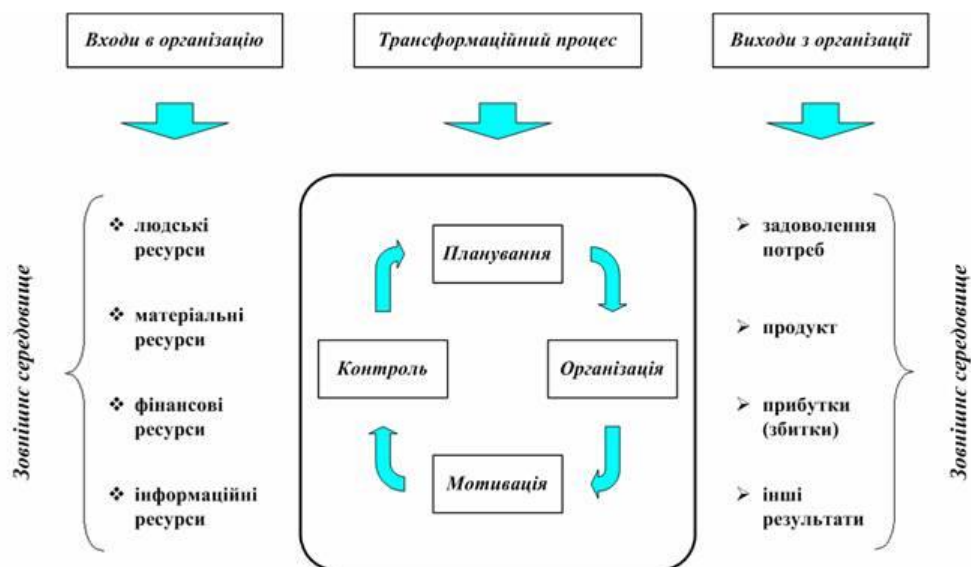 Входи в організацію
Трансформаційний процес
Виходи з організації
Зовнішнє середовище
людські
ресурси
матеріальні
ресурси
фінансові
ресурси
інформаційні
ресурси
Планування
Контроль
Організація
Мотивація
задоволення
потреб
продукт
прибутки
(збитки)
інші
результати
Зовнішнє середовище